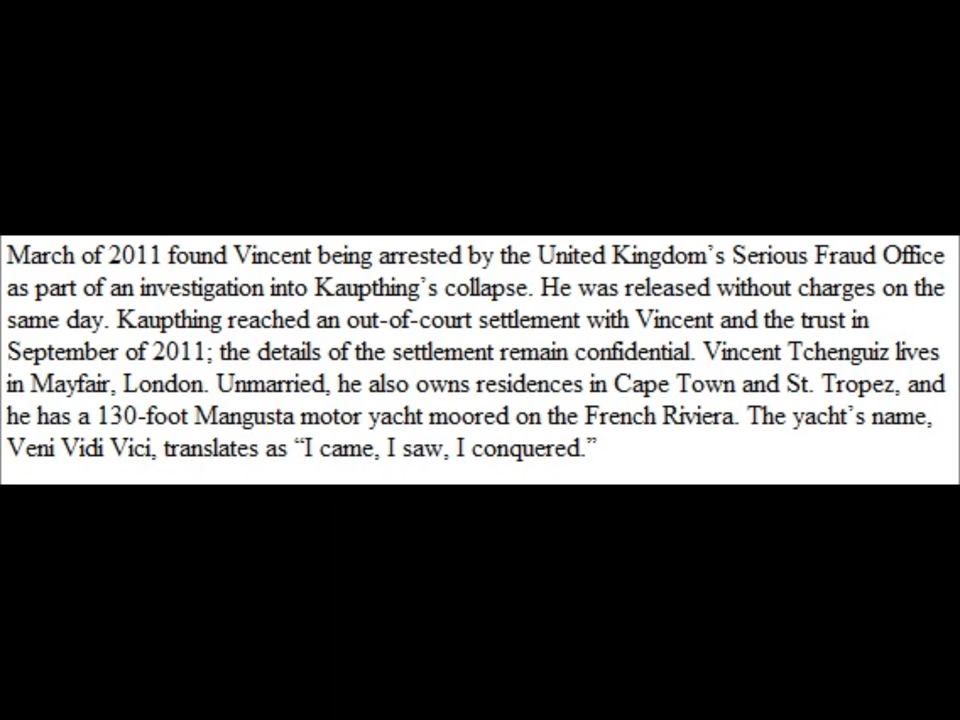 March of 2011 found Vincent being arrested by the United Kingdom’s Serious Fraud Office
as part of an investigation into Kaupthing’s collapse. He was released without charges on the
same day. Kaupthing reached an out-of-court settlement with Vincent and the trust in
September of 2011; the details of the settlement remain confidential. Vincent Tchenguiz lives
in Mayfair, London. Unmarried, he also owns residences in Cape Town and St. Tropez, and
he has a 130-foot Mangusta motor yacht moored on the French Riviera. The yacht’s name,
Veni Vidi Vici, translates as “I came, I saw, I conquered.”